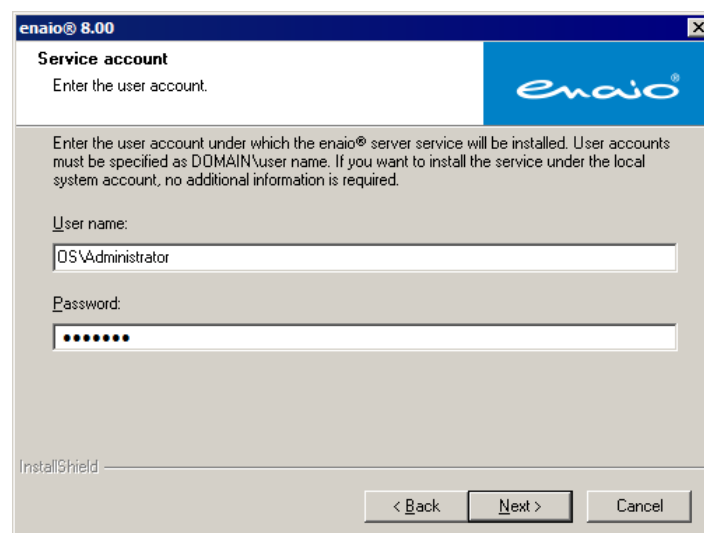 enaio® 8.00
Service account
Enter the user account.
enaio®
Enter the user account under which the enaio® server service will be installed. User accounts
must be specified as DOMAIN\user name. If you want to install the service under the local
system account, no additional information is required.
User name:
OS\Administrator
Password:
•••••••
InstallShield
< Back
Next >
Cancel